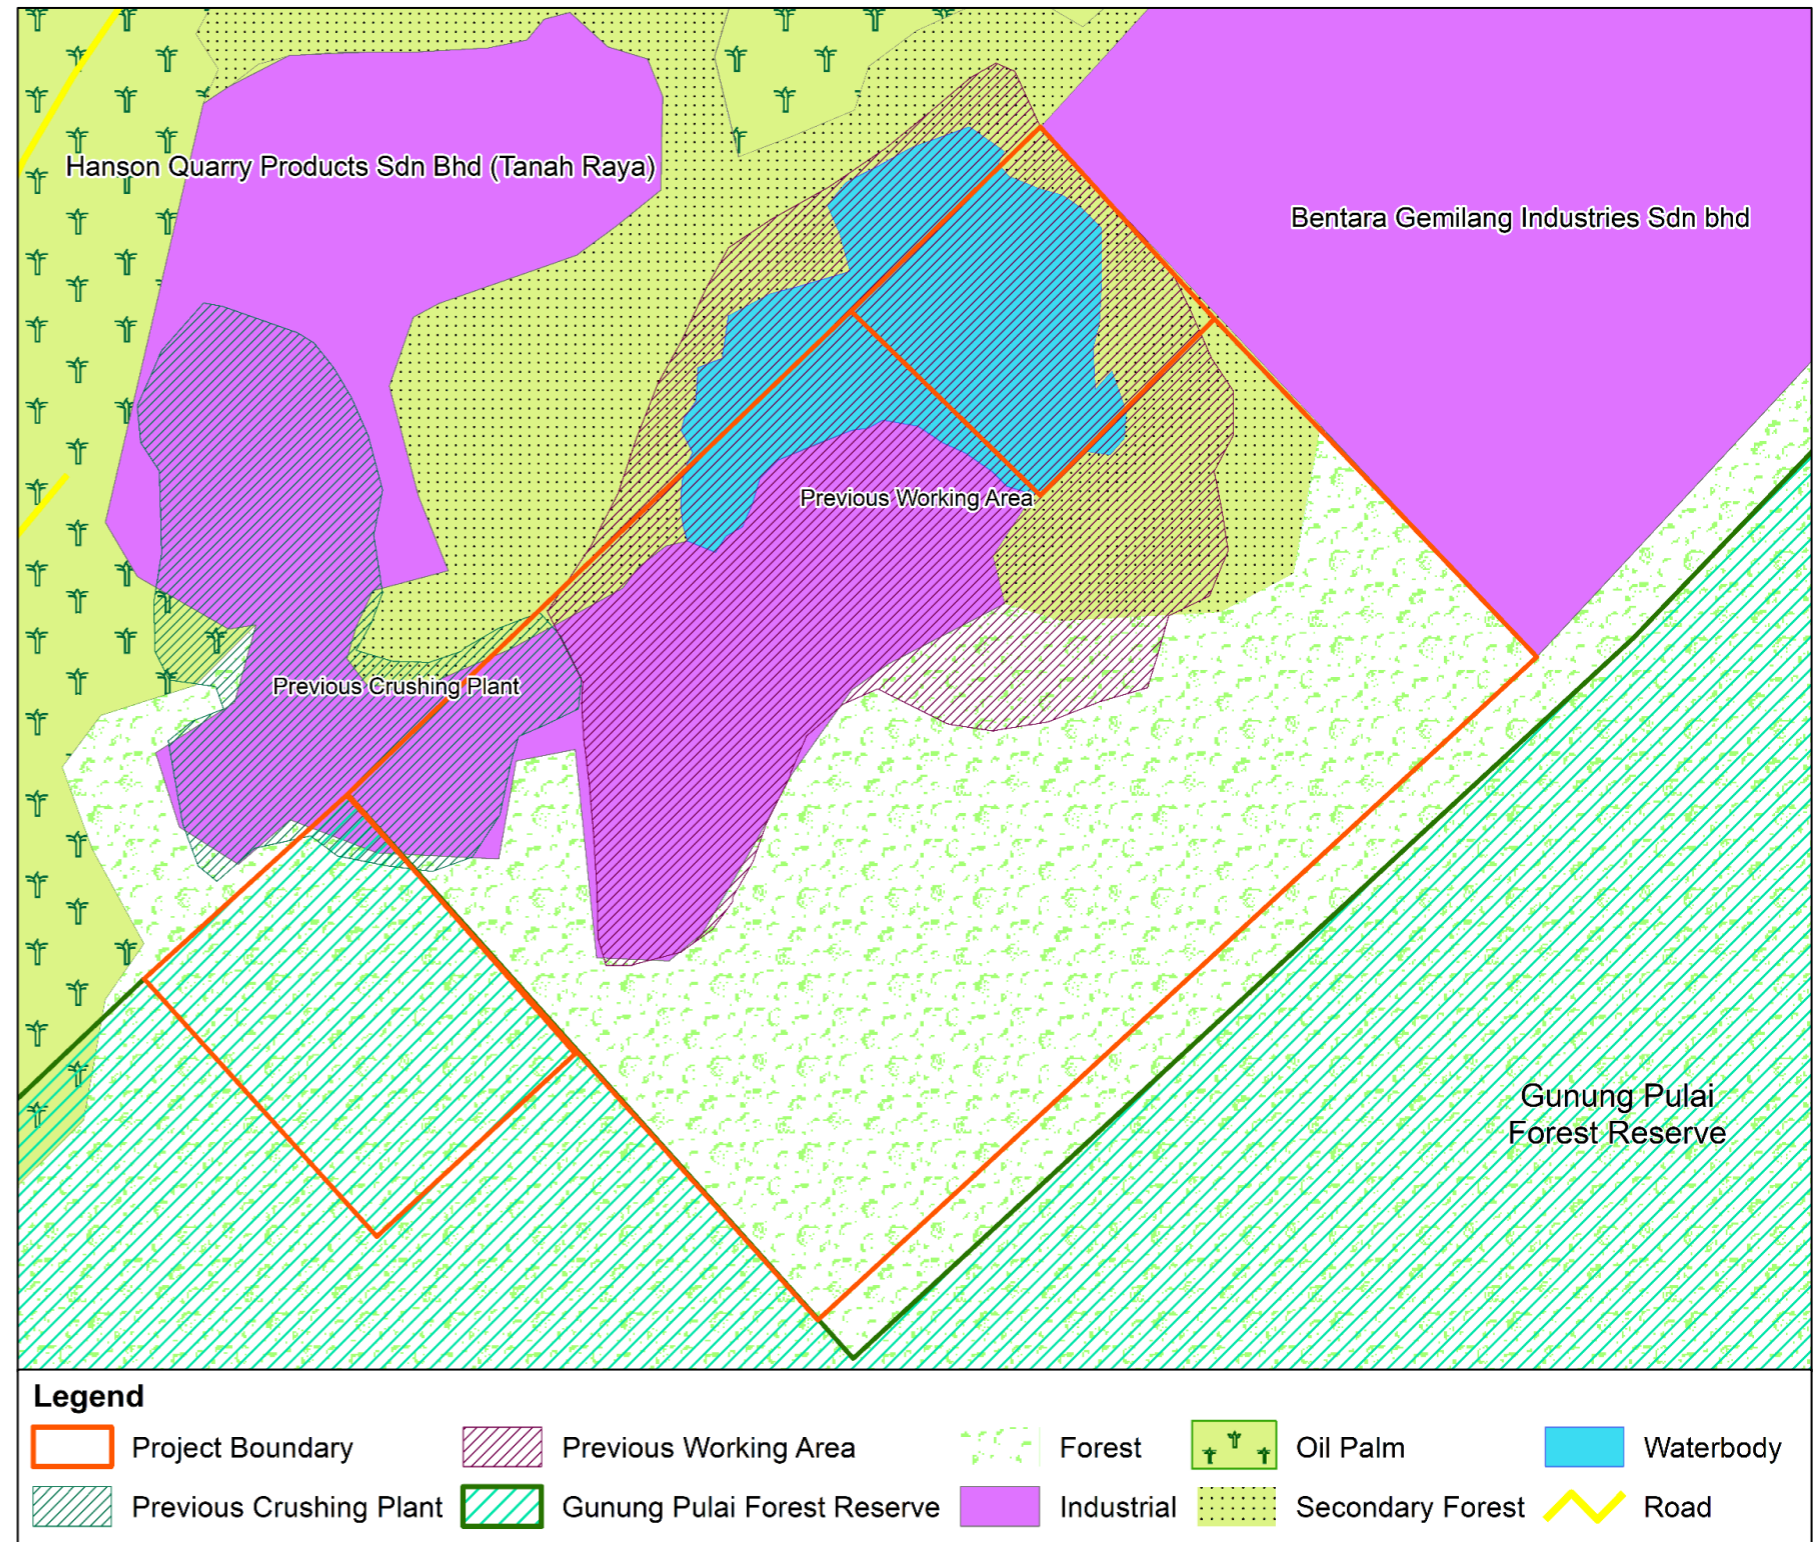 Hanson Quarry Products Sdn Bhd (Tanah Raya)
Bentara Gemilang Industries Sdn bhd
Previous Working Area
Previous Crushing Plant
Gunung Pulai
Forest Reserve
Legend
Project Boundary
Previous Working Area
Forest
Oil Palm
Waterbody
Previous Crushing Plant
Gunung Pulai Forest Reserve
Industrial
Secondary Forest
Road